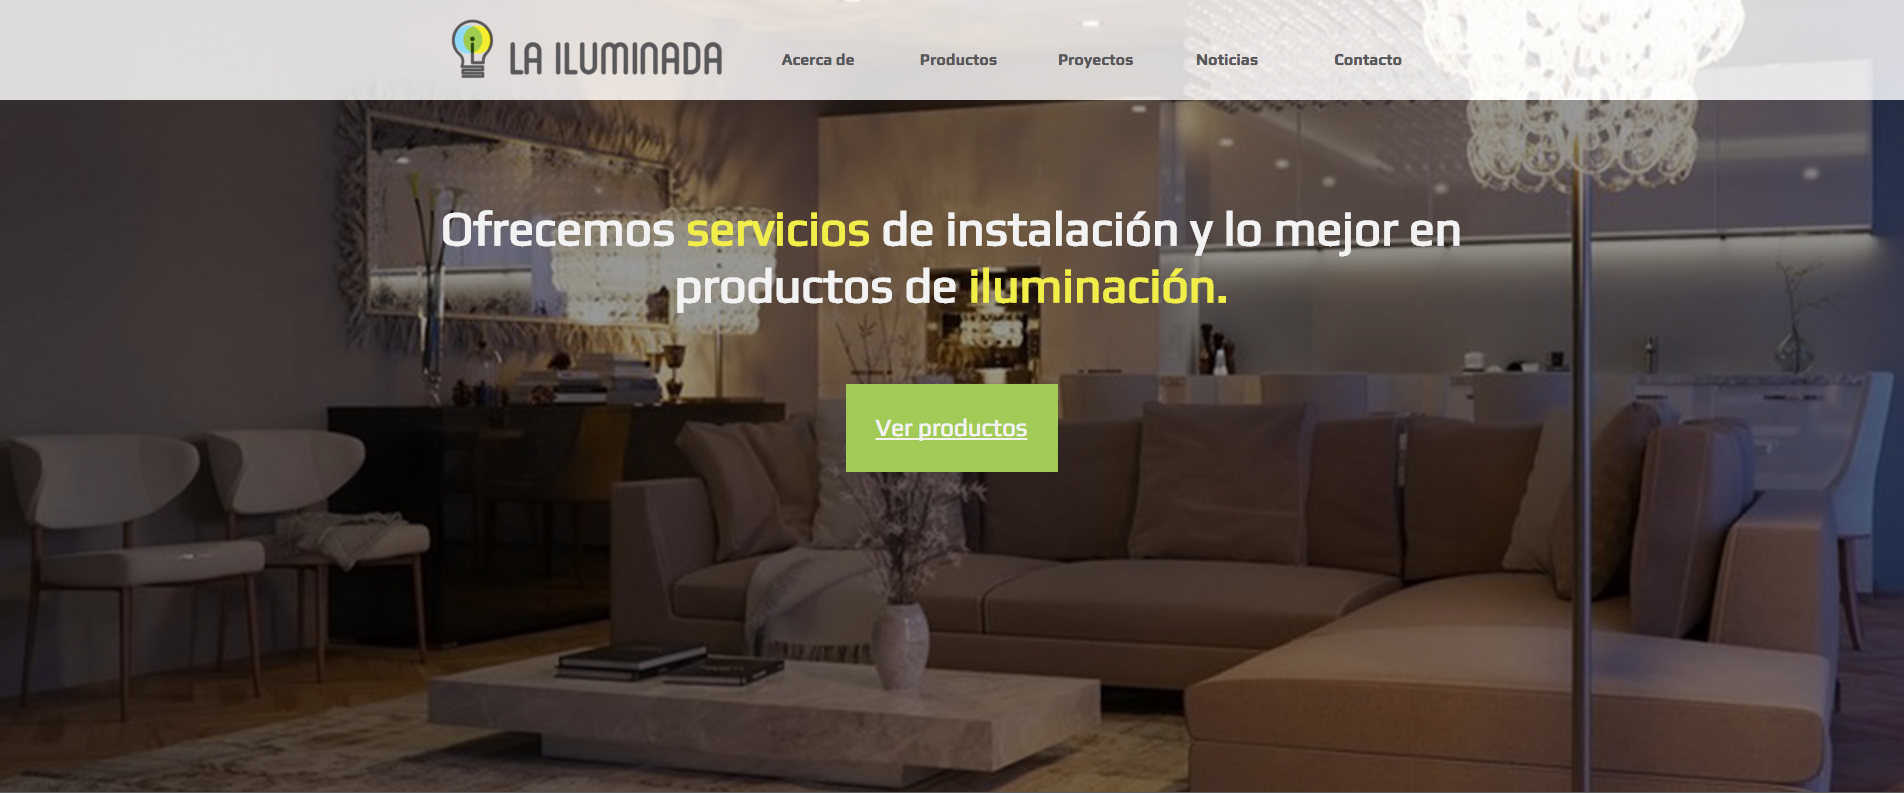 LA ILUMINADA
Acerca de
Productos
Proyectos
Noticias
Contacto
Ofrecemos servicios de instalación y lo mejor en
productos de iluminación.
Ver productos